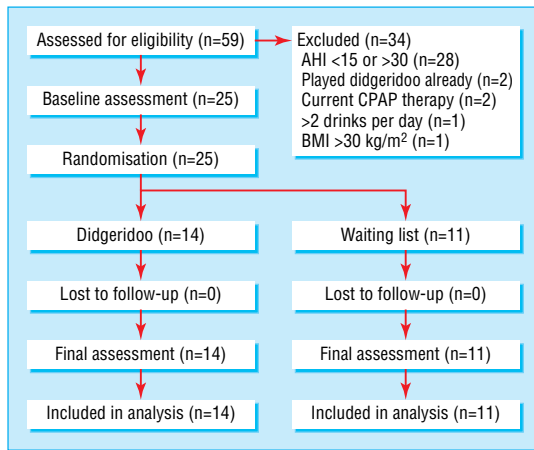 Assessed for eligibility (n=59)
Excluded (n=34)
AHI <15 or >30 (n=28)
Played didgeridoo already (n=2)
Current CPAP therapy (n=2)
>2 drinks per day (n=1)
BMI >30 kg/m² (n=1)
Baseline assessment (n=25)
Randomisation (n=25)
Didgeridoo (n=14)
Waiting list (n=11)
Lost to follow-up (n=0)
Lost to follow-up (n=0)
Final assessment (n=14)
Final assessment (n=11)
Included in analysis (n=14)
Included in analysis (n=11)